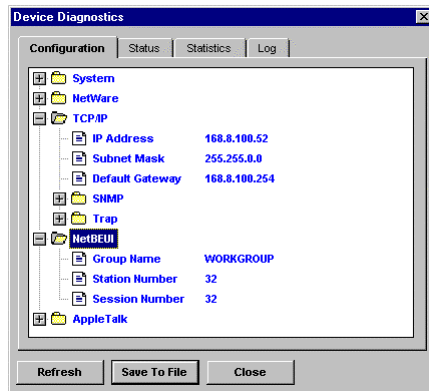 Device Diagnostics
Configuration Status Statistics Log
System
NetWare
TCP/IP
IP Address 168.8.100.52
Subnet Mask 255.255.0.0
Default Gateway 168.8.100.254
SNMP
Trap
NetBEUI
Group Name WORKGROUP
Station Number 32
Session Number 32
AppleTalk
Refresh Save To File Close